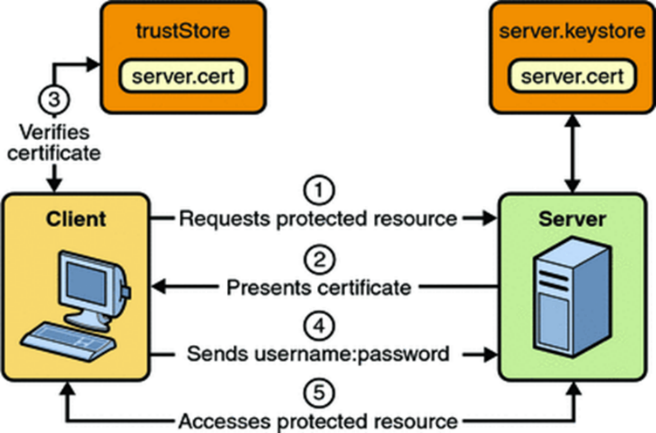 trustStore
server.cert
server.keystore
server.cert
3
Verifies
certificate
Client
Server
1
Requests protected resource
2
Presents certificate
4
Sends username:password
5
Accesses protected resource